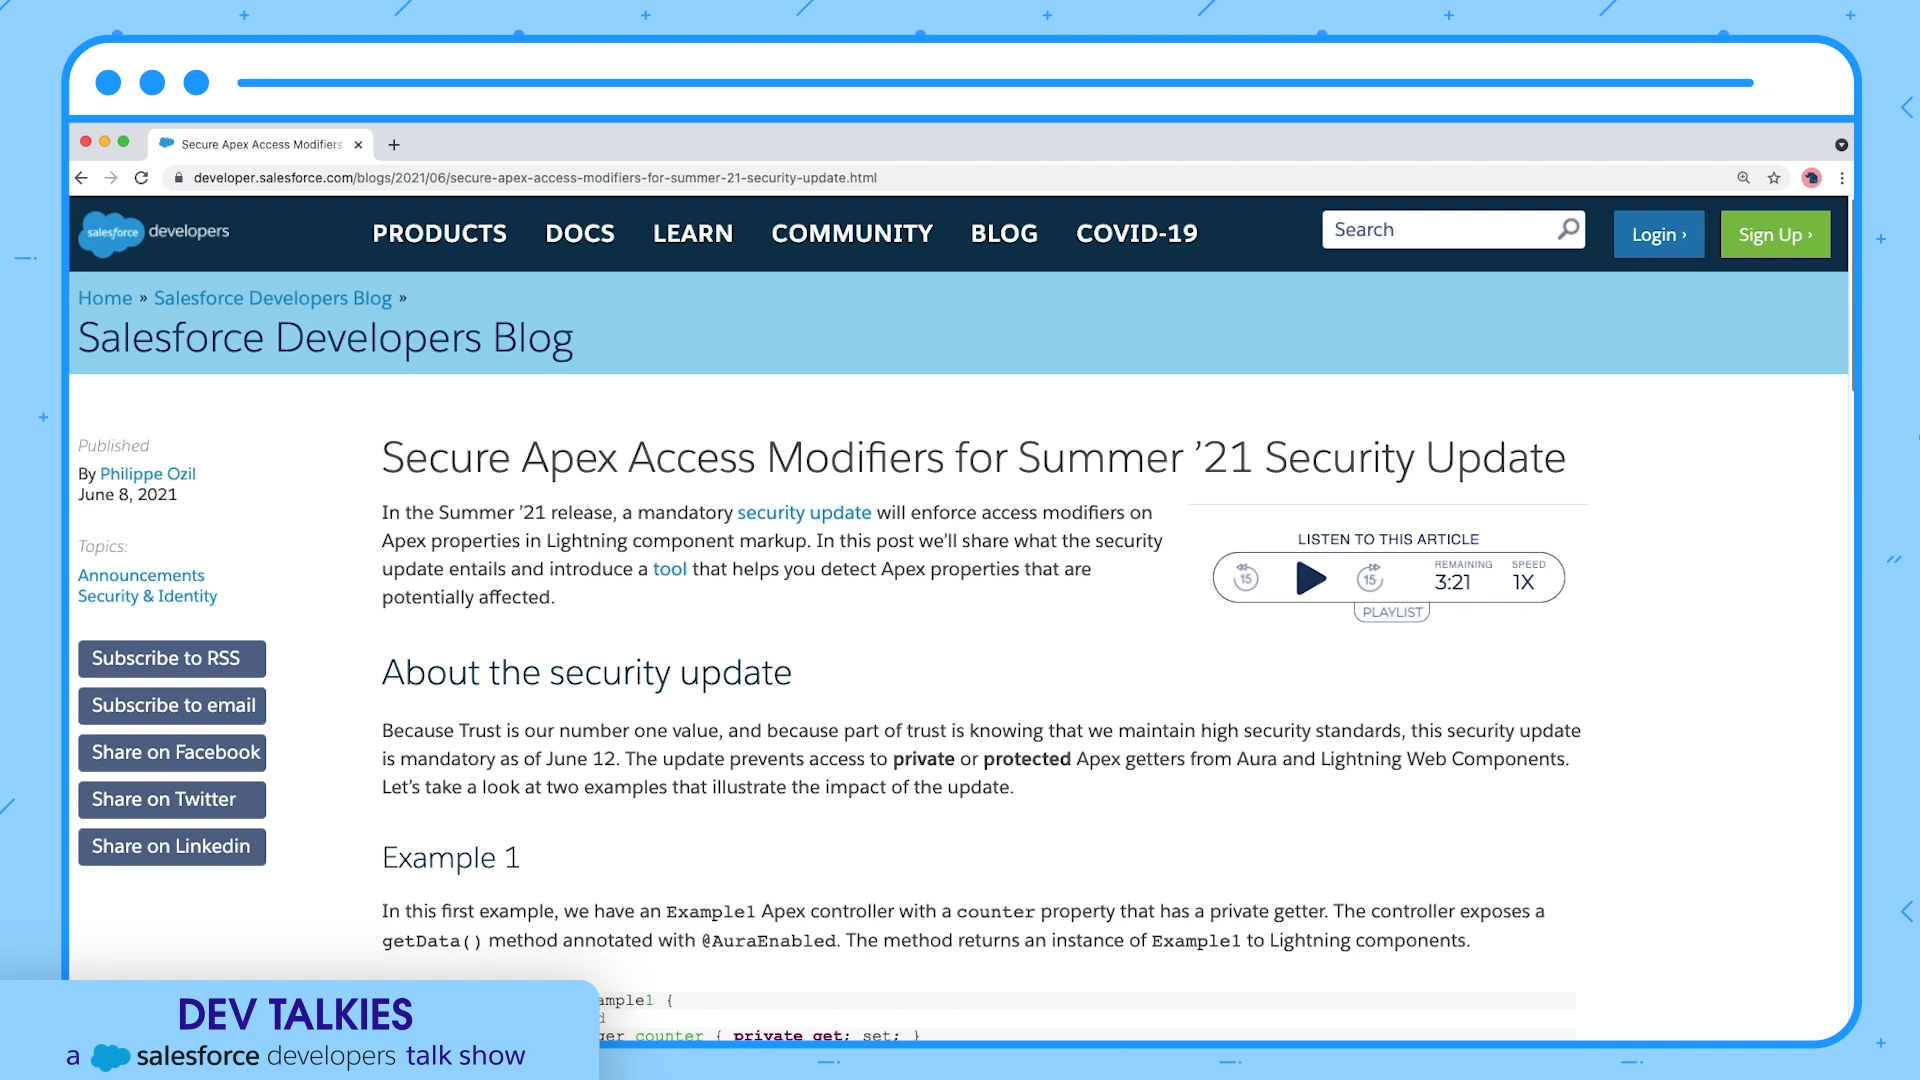 Secure Apex Access Modifiers
developer.salesforce.com/blogs/2021/06/secure-apex-access-modifiers-for-summer-21-security-update.html
salesforce developers
PRODUCTS DOCS LEARN COMMUNITY BLOG COVID-19
Search
Login ›
Sign Up ›
Home » Salesforce Developers Blog »
Salesforce Developers Blog
Published
By Philippe Ozil
June 8, 2021
Topics:
Announcements
Security & Identity
Subscribe to RSS
Subscribe to email
Share on Facebook
Share on Twitter
Share on Linkedin
Secure Apex Access Modifiers for Summer ’21 Security Update
In the Summer ’21 release, a mandatory security update will enforce access modifiers on
Apex properties in Lightning component markup. In this post we’ll share what the security
update entails and introduce a tool that helps you detect Apex properties that are
potentially affected.
LISTEN TO THIS ARTICLE
15
15
REMAINING
3:21
SPEED
1X
PLAYLIST
About the security update
Because Trust is our number one value, and because part of trust is knowing that we maintain high security standards, this security update
is mandatory as of June 12. The update prevents access to private or protected Apex getters from Aura and Lightning Web Components.
Let’s take a look at two examples that illustrate the impact of the update.
Example 1
In this first example, we have an Example1 Apex controller with a counter property that has a private getter. The controller exposes a
getData() method annotated with @AuraEnabled. The method returns an instance of Example1 to Lightning components.
ample1 {
d
ger counter { private get; set; }
DEV TALKIES
a salesforce developers talk show